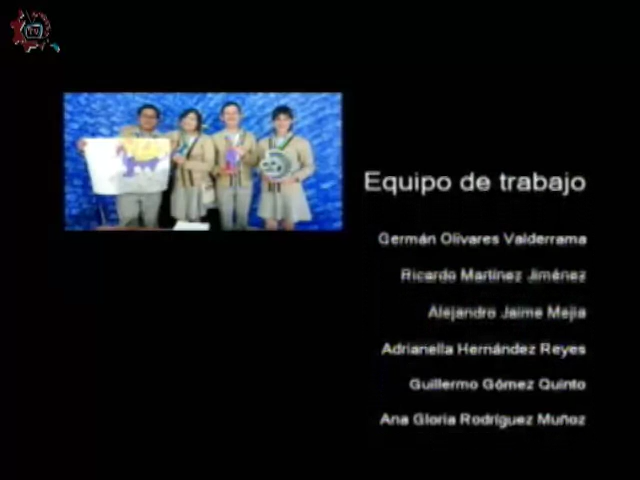 TV
Equipo de trabajo
Germán Olivares Valderrama
Ricardo Martínez Jiménez
Alejandro Jaime Mejía
Adrianella Hernández Reyes
Guillermo Gómez Quinto
Ana Gloria Rodríguez Muñoz